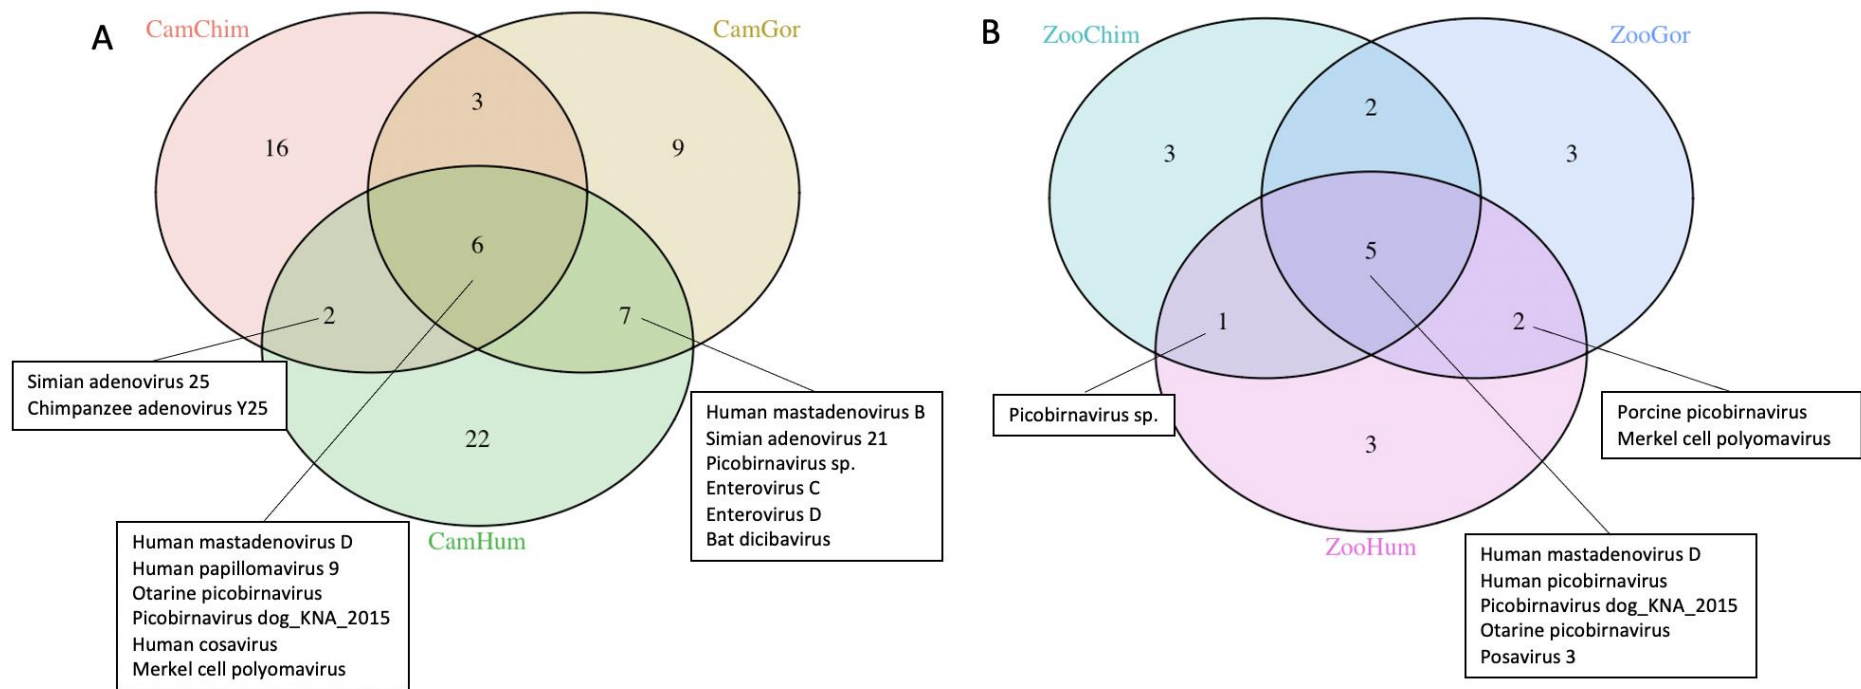 A
CamChim
CamGor
3
16
9
6
2
7
Simian adenovirus 25
Chimpanzee adenovirus Y25
22
Human mastadenovirus B
Simian adenovirus 21
Picobirnavirus sp.
Enterovirus C
Enterovirus D
Bat dicibavirus
CamHum
Human mastadenovirus D
Human papillomavirus 9
Otarine picobirnavirus
Picobirnavirus dog_KNA_2015
Human cosavirus
Merkel cell polyomavirus
B
ZooChim
ZooGor
2
3
3
5
1
2
Picobirnavirus sp.
Porcine picobirnavirus
Merkel cell polyomavirus
3
ZooHum
Human mastadenovirus D
Human picobirnavirus
Picobirnavirus dog_KNA_2015
Otarine picobirnavirus
Posavirus 3